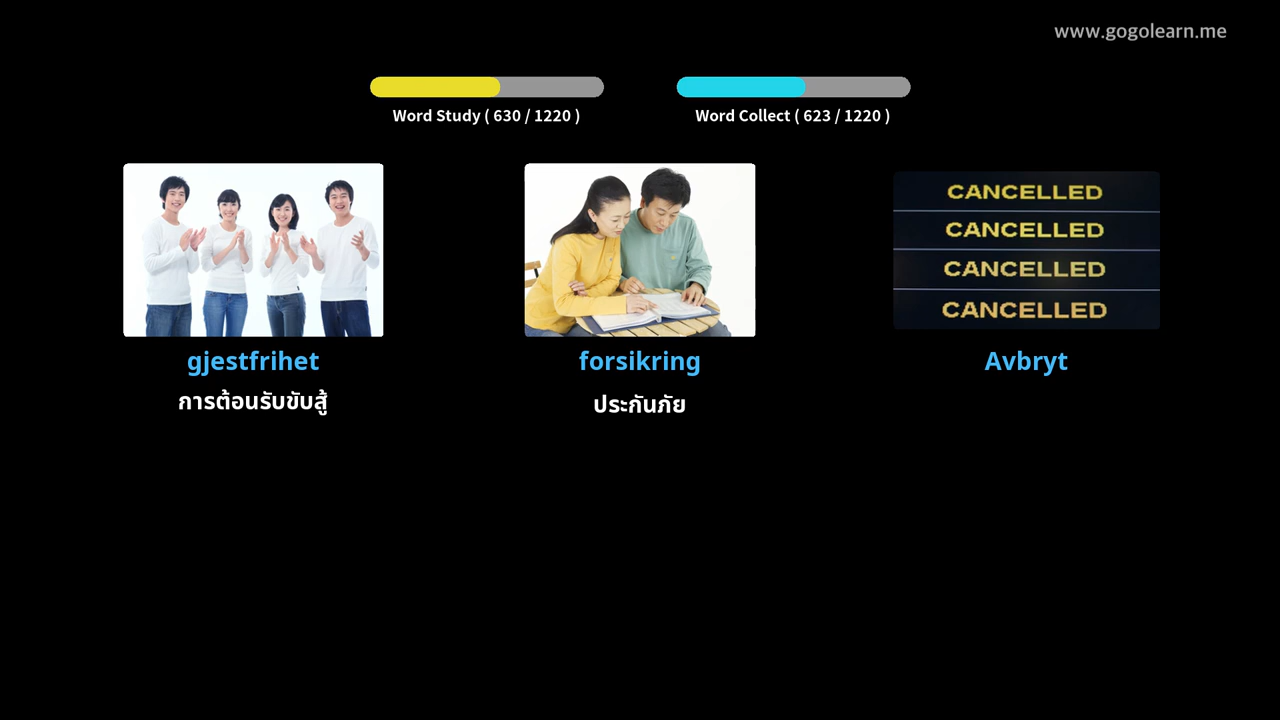 www.gogolearn.me
Word Study ( 630 / 1220 )
Word Collect ( 623 / 1220 )
CANCELLED
CANCELLED
CANCELLED
CANCELLED
gjestfrihet
การต้อนรับขับสู้
forsikring
ประกันภัย
Avbryt